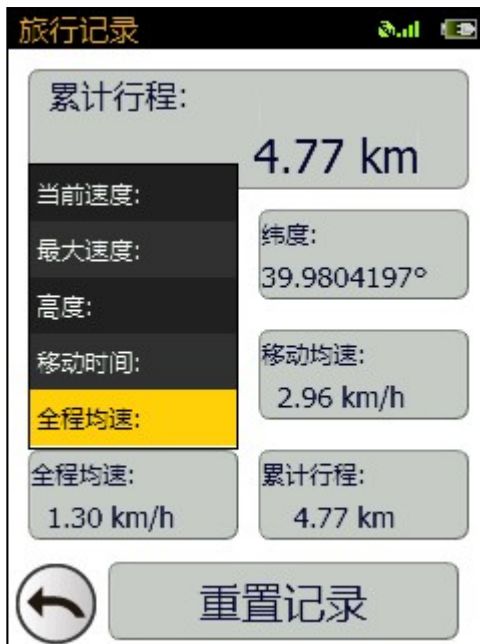 旅行记录
累计行程:
4.77 km
当前速度:
最大速度:
高度:
移动时间:
全程均速:
纬度:
39.9804197°
移动均速:
2.96 km/h
全程均速:
1.30 km/h
累计行程:
4.77 km
重置记录